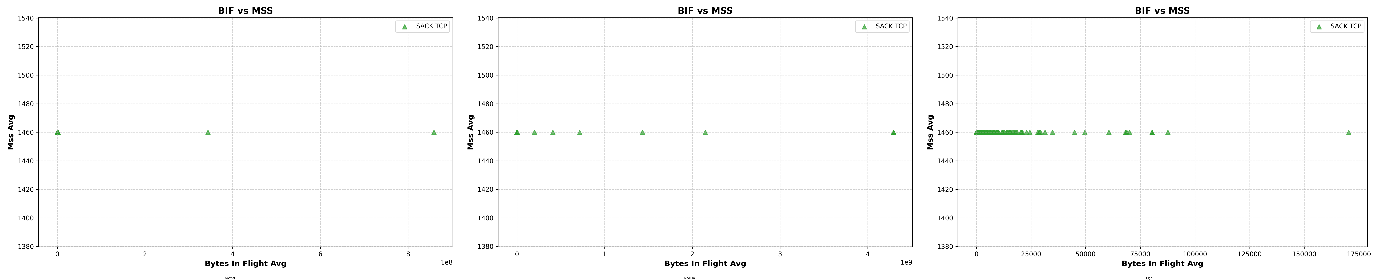 BIF vs MSS
SACK TCP
Mss Avg
1540
1520
1500
1480
1460
1440
1420
1400
1380
0 2 4 6 8
1e8
Bytes In Flight Avg
BIF vs MSS
SACK TCP
Mss Avg
1540
1520
1500
1480
1460
1440
1420
1400
1380
0 1 2 3 4
1e9
Bytes In Flight Avg
BIF vs MSS
SACK TCP
Mss Avg
1540
1520
1500
1480
1460
1440
1420
1400
1380
0 25000 50000 75000 100000 125000 150000 175000
Bytes In Flight Avg